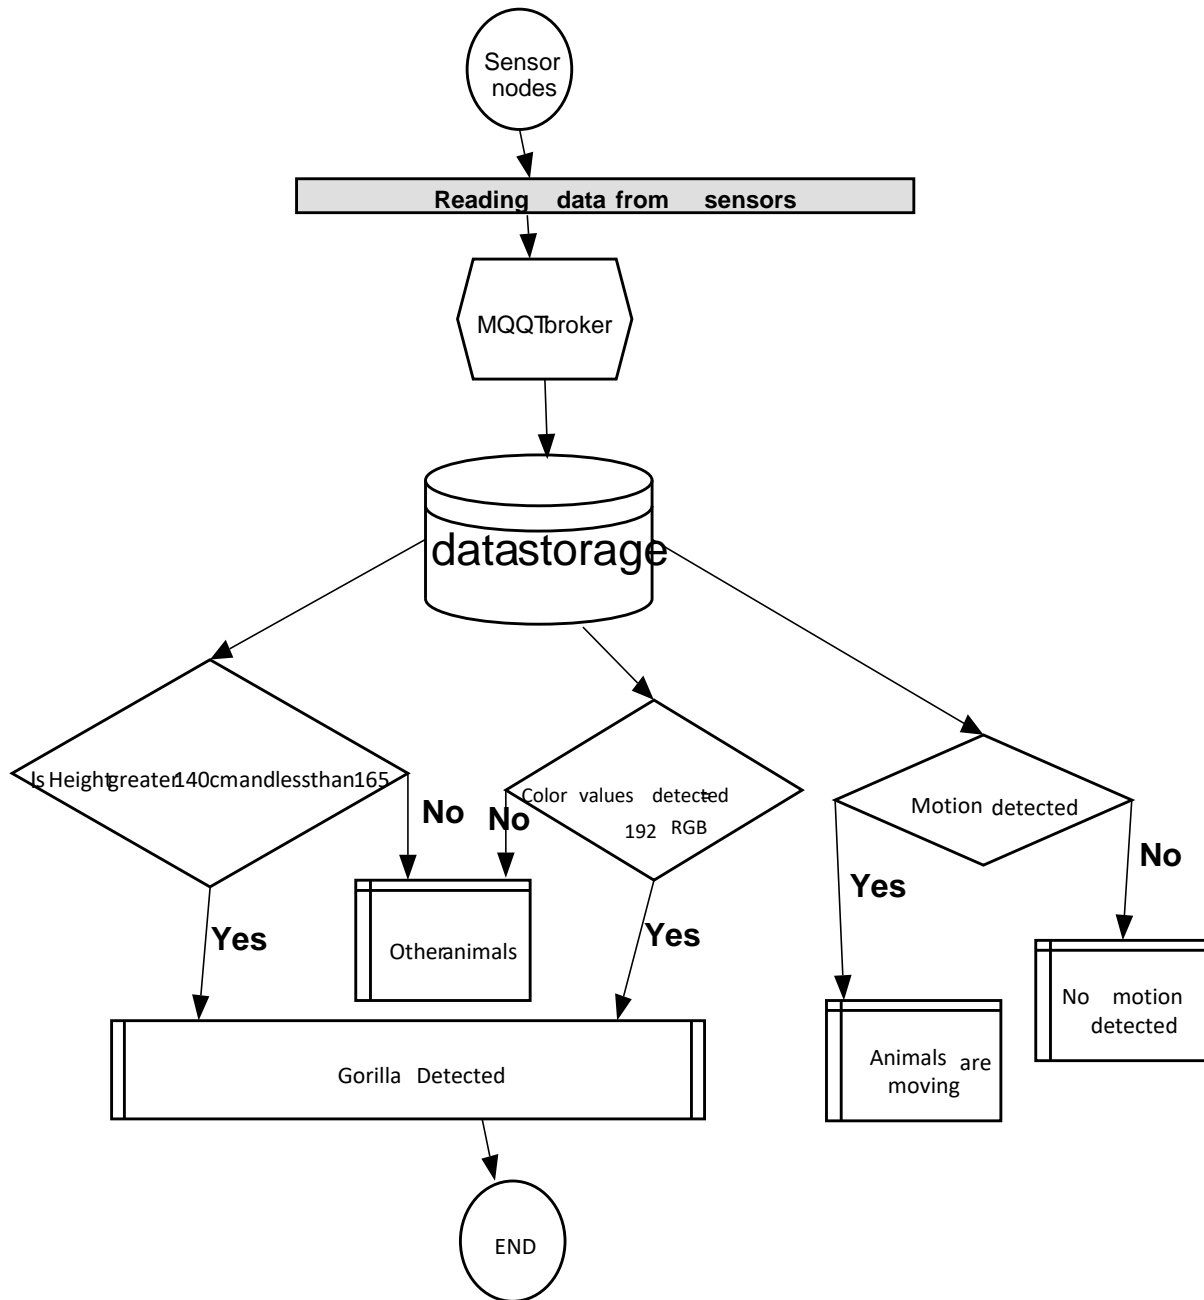 Sensor
nodes
Reading data from sensors
MQQTbroker
datastorage
Is Heightgreater140cmandlessthan165
No
No
Color values detected =
192 RGB
Motion detected
Yes
No
Yes
Yes
Otheranimals
No motion
detected
Animals are
moving
Gorilla Detected
END